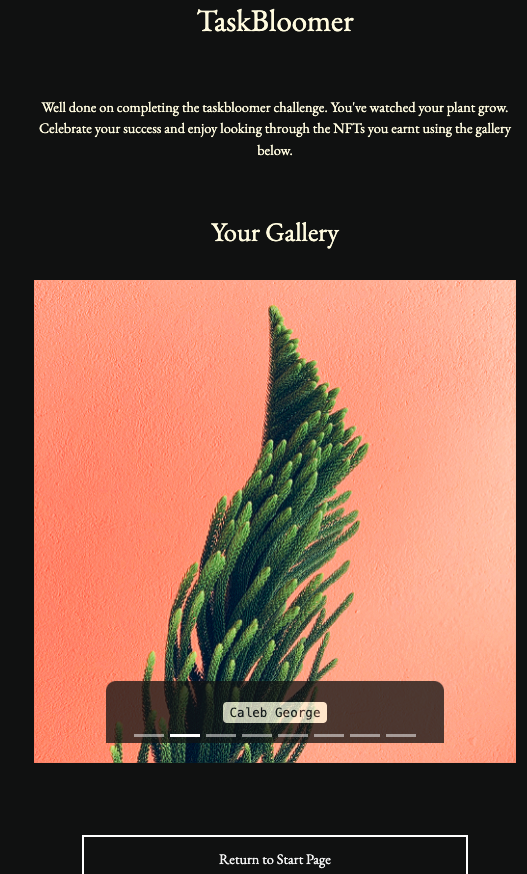 TaskBloomer
Well done on completing the taskbloomer challenge. You've watched your plant grow.
Celebrate your success and enjoy looking through the NFTs you earnt using the gallery
below.
Your Gallery
Caleb George
Return to Start Page